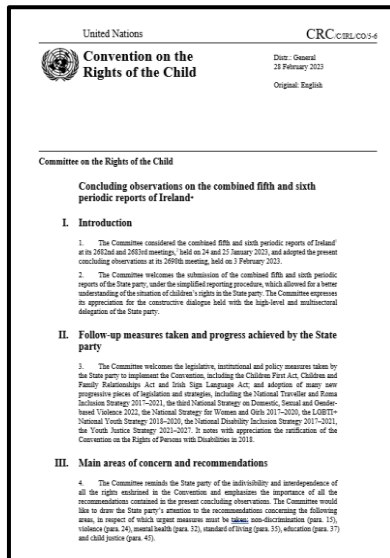 United Nations CRC/C/IRL/CO/5-6
Convention on the
Rights of the Child
Distr.: General
28 February 2023
Original: English
Committee on the Rights of the Child
Concluding observations on the combined fifth and sixth
periodic reports of Ireland*
I. Introduction
1. The Committee considered the combined fifth and sixth periodic reports of Ireland¹
at its 2682nd and 2683rd meetings,² held on 24 and 25 January 2023, and adopted the present
concluding observations at its 2698th meeting, held on 3 February 2023.
2. The Committee welcomes the submission of the combined fifth and sixth periodic
reports of the State party, under the simplified reporting procedure, which allowed for a better
understanding of the situation of children's rights in the State party. The Committee expresses
its appreciation for the constructive dialogue held with the high-level and multisectoral
delegation of the State party.
II. Follow-up measures taken and progress achieved by the State
party
3. The Committee welcomes the legislative, institutional and policy measures taken
by the State party to implement the Convention, including the Children First Act, Children and
Family Relationships Act and Irish Sign Language Act; and adoption of many new
progressive pieces of legislation and strategies, including the National Traveller and Roma
Inclusion Strategy 2017–2021, the third National Strategy on Domestic, Sexual and Gender-
based Violence 2022, the National Strategy for Women and Girls 2017–2020, the LGBTI+
National Youth Strategy 2018–2020, the National Disability Inclusion Strategy 2017–2021,
the Youth Justice Strategy 2021–2027. It notes with appreciation the ratification of the
Convention on the Rights of Persons with Disabilities in 2018.
III. Main areas of concern and recommendations
4. The Committee reminds the State party of the indivisibility and interdependence of
all the rights enshrined in the Convention and emphasizes the importance of all the
recommendations contained in the present concluding observations. The Committee would
like to draw the State party's attention to the recommendations concerning the following
areas, in respect of which urgent measures must be taken: non-discrimination (para. 15),
violence (para. 24), mental health (para. 32), standard of living (para. 35), education (para. 37)
and child justice (para. 45).